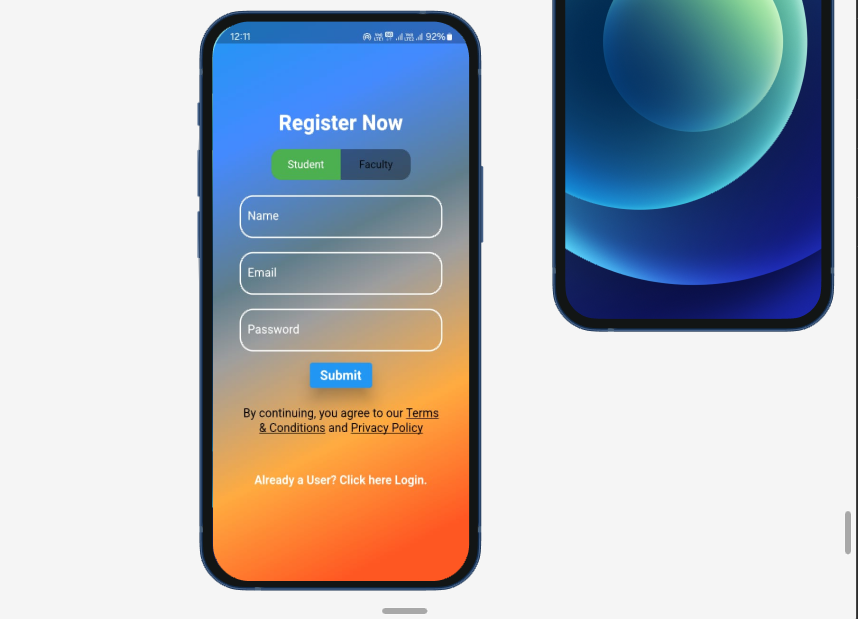 12:11 92%
Register Now
Student Faculty
Name
Email
Password
Submit
By continuing, you agree to our Terms
& Conditions and Privacy Policy
Already a User? Click here Login.